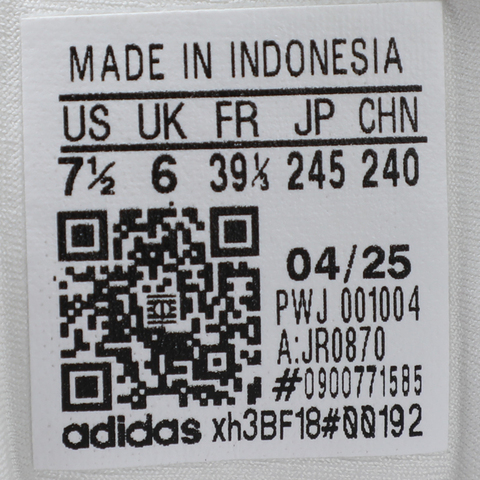 MADE IN INDONESIA
US UK FR JP CHN
7½ 6 39⅓ 245 240
04/25
PWJ 001004
A:JR0870
#0900771585
adidas xh3BF18#00192